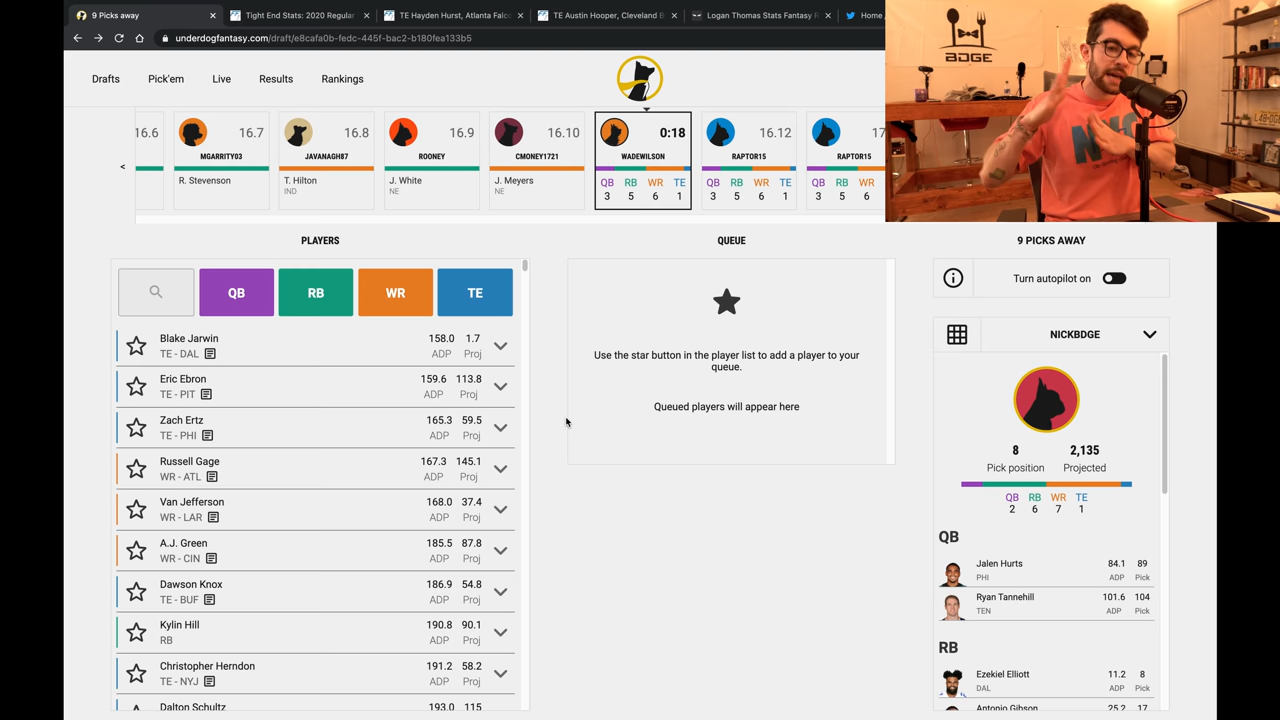 9 Picks away
Tight End Stats: 2020 Regular
TE Hayden Hurst, Atlanta Falc
TE Austin Hooper, Cleveland B
Logan Thomas Stats Fantasy F
Home
underdogfantasy.com/draft/e8cafa0b-fedc-445f-bac2-b180fea133b5
BDGE
Drafts
Pick'em
Live
Results
Rankings
16.6
16.7
MGARRITY03
R. Stevenson
16.8
JAVANAGH87
T. Hilton
IND
16.9
ROONEY
J. White
NE
16.10
CMONEY1721
J. Meyers
NE
0:18
WADEWILSON
QB RB WR TE
3 5 6 1
16.12
RAPTOR15
QB RB WR TE
3 5 6 1
17
RAPTOR15
QB RB WR
3 5 6
<
PLAYERS
QB
RB
WR
TE
Blake Jarwin 158.0 1.7
TE - DAL ADP Proj
Eric Ebron 159.6 113.8
TE - PIT ADP Proj
Zach Ertz 165.3 59.5
TE - PHI ADP Proj
Russell Gage 167.3 145.1
WR - ATL ADP Proj
Van Jefferson 168.0 37.4
WR - LAR ADP Proj
A.J. Green 185.5 87.8
WR - CIN ADP Proj
Dawson Knox 186.9 54.8
TE - BUF ADP Proj
Kylin Hill 190.8 90.1
RB ADP Proj
Christopher Herndon 191.2 58.2
TE - NYJ ADP Proj
Dalton Schultz 193.0 115
QUEUE
Use the star button in the player list to add a player to your
queue.
Queued players will appear here
9 PICKS AWAY
Turn autopilot on
NICKBDGE
8 2,135
Pick position Projected
QB RB WR TE
2 6 7 1
QB
Jalen Hurts 84.1 89
PHI ADP Pick
Ryan Tannehill 101.6 104
TEN ADP Pick
RB
Ezekiel Elliott 11.2 8
DAL ADP Pick
Antonio Gibson 25.2 17